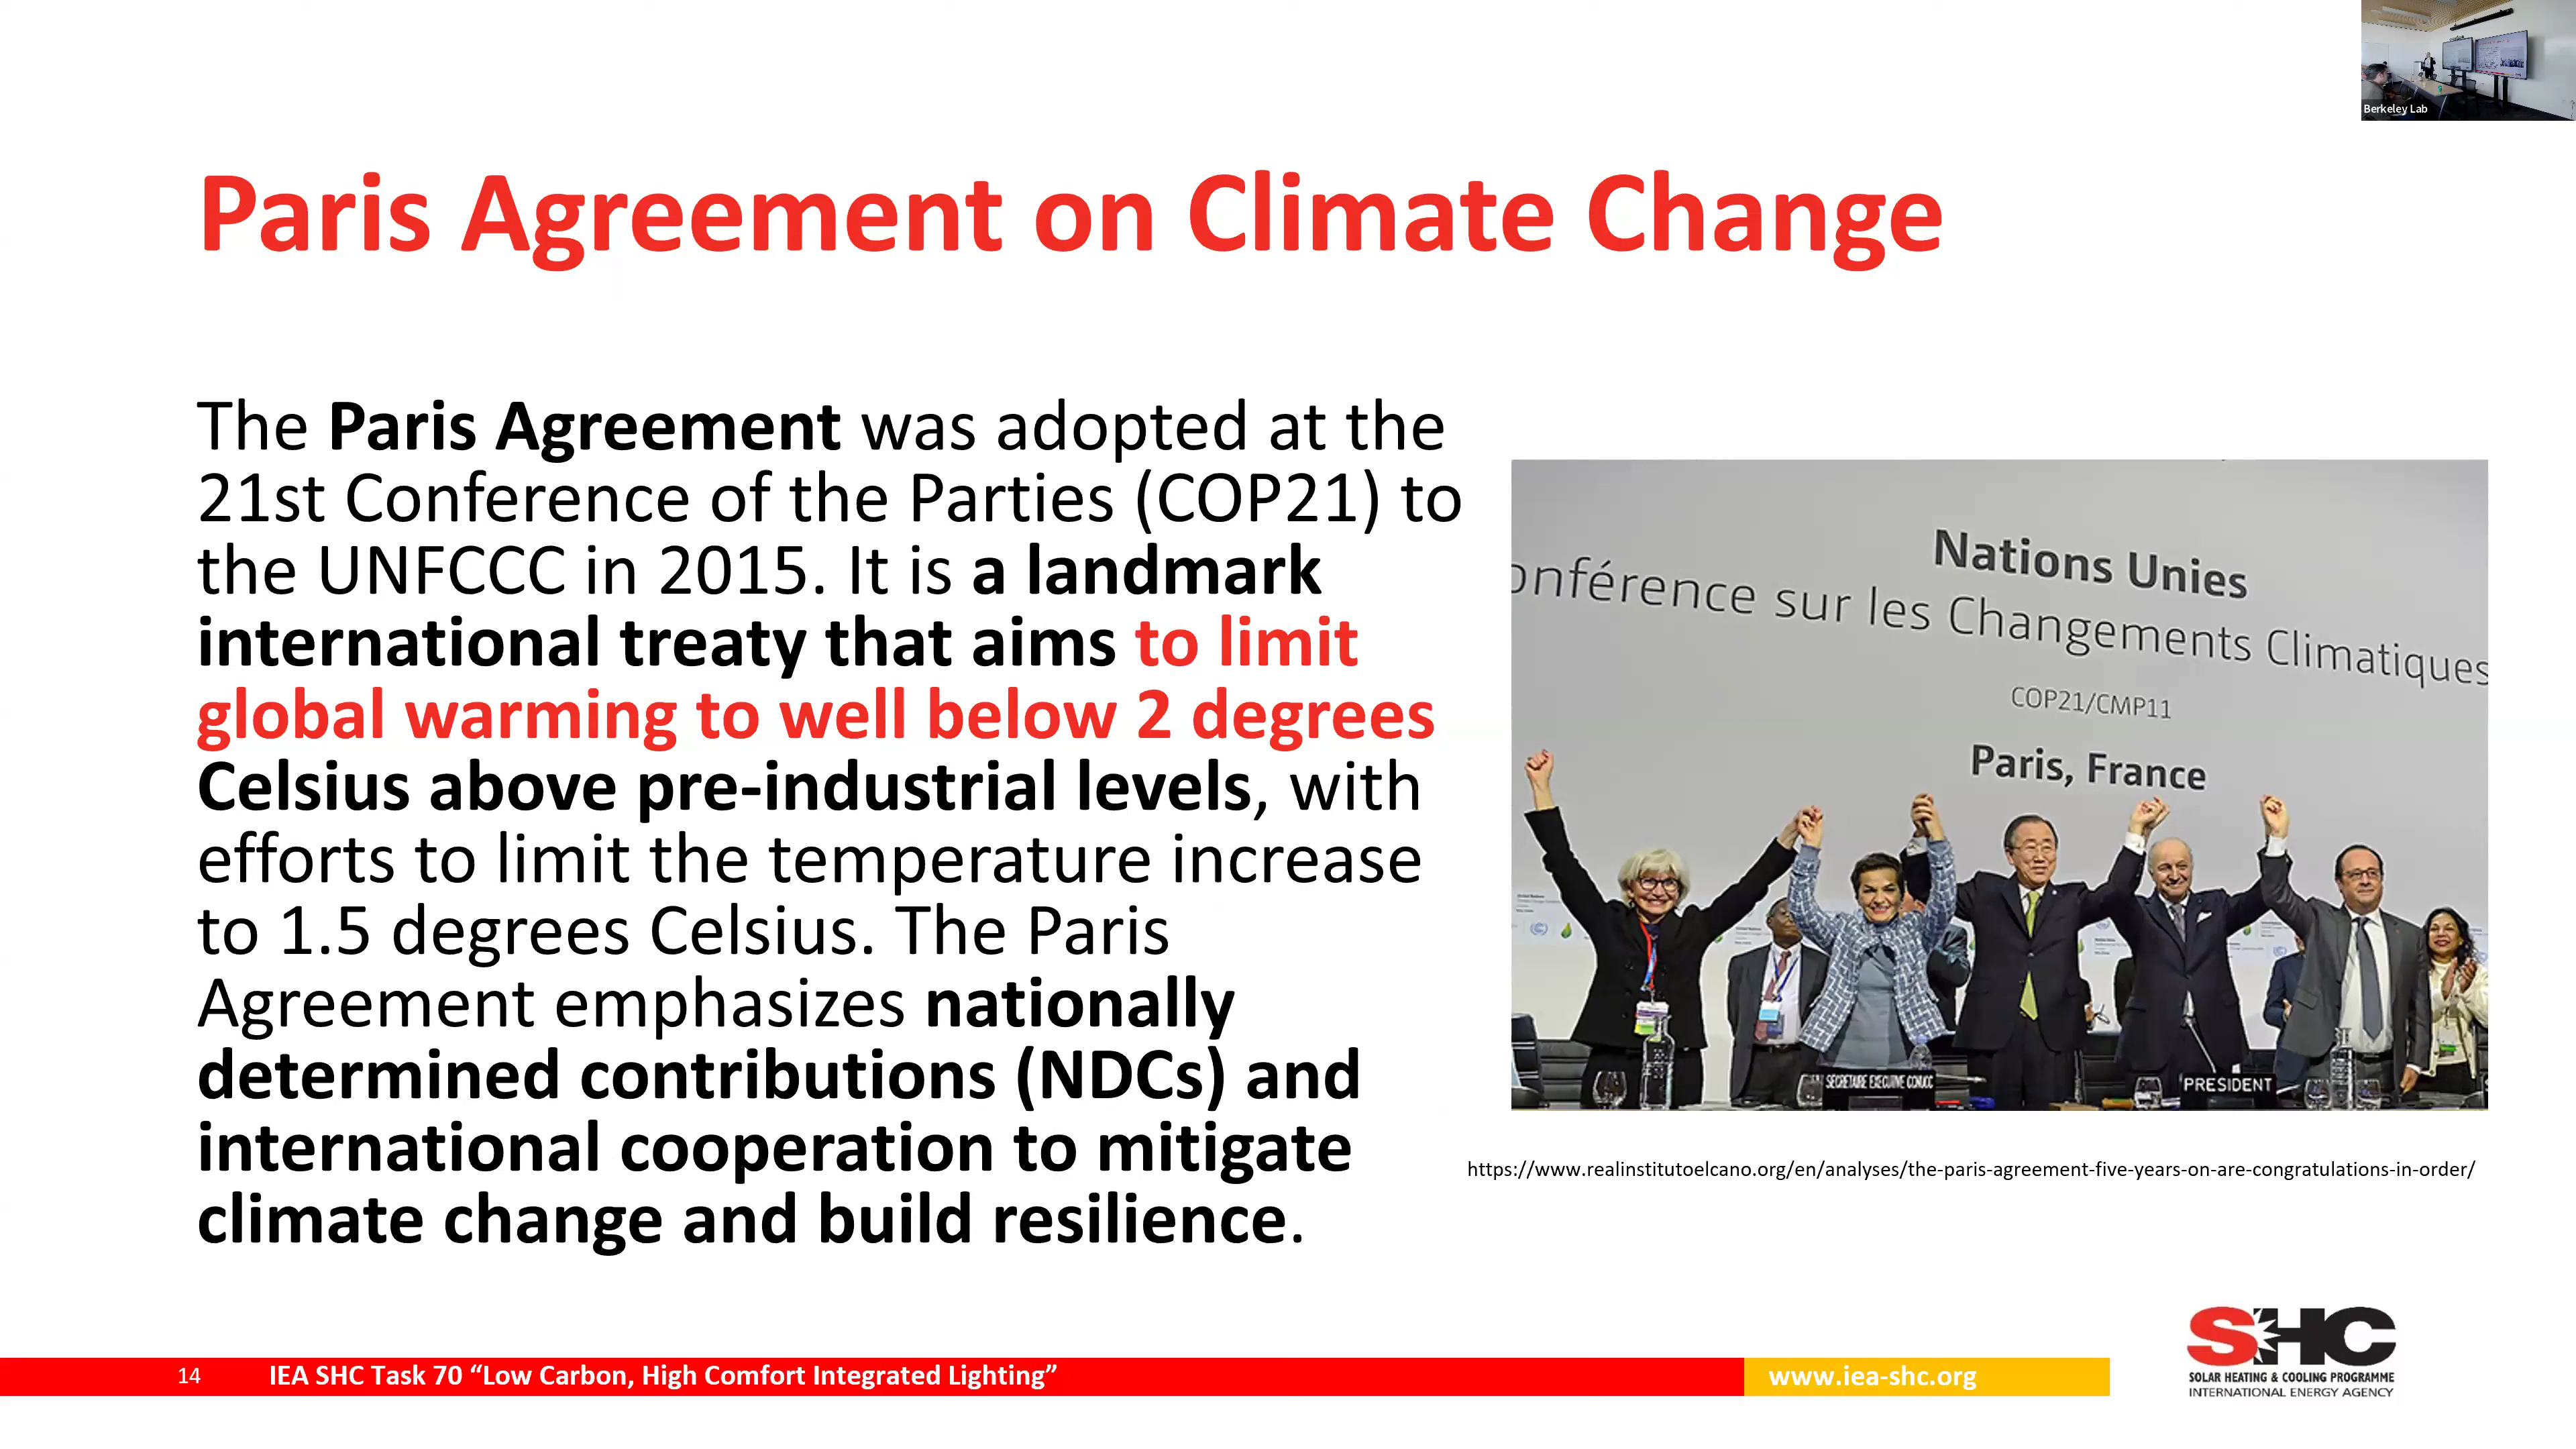 Berkeley Lab
Paris Agreement on Climate Change
The Paris Agreement was adopted at the
21st Conference of the Parties (COP21) to
the UNFCCC in 2015. It is a landmark
international treaty that aims to limit
global warming to well below 2 degrees
Celsius above pre-industrial levels, with
efforts to limit the temperature increase
to 1.5 degrees Celsius. The Paris
Agreement emphasizes nationally
determined contributions (NDCs) and
international cooperation to mitigate
climate change and build resilience.
Nations Unies
onférence sur les Changements Climatiques
COP21/CMP11
Paris, France
SECRETAIRE EXECUTIVE CCNUCC
PRESIDENT
https://www.realinstitutoelcano.org/en/analyses/the-paris-agreement-five-years-on-are-congratulations-in-order/
14
IEA SHC Task 70 “Low Carbon, High Comfort Integrated Lighting”
www.iea-shc.org
SHC
SOLAR HEATING & COOLING PROGRAMME
INTERNATIONAL ENERGY AGENCY